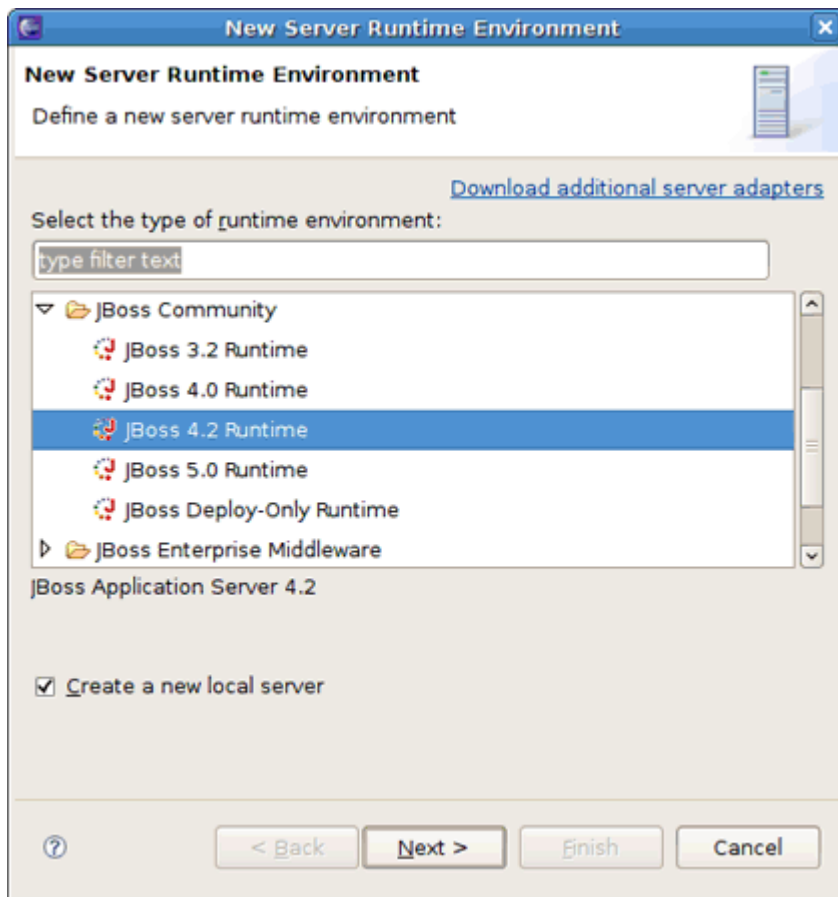 New Server Runtime Environment
New Server Runtime Environment
Define a new server runtime environment
Download additional server adapters
Select the type of runtime environment:
type filter text
JBoss Community
JBoss 3.2 Runtime
JBoss 4.0 Runtime
JBoss 4.2 Runtime
JBoss 5.0 Runtime
JBoss Deploy-Only Runtime
JBoss Enterprise Middleware
JBoss Application Server 4.2
Create a new local server
< Back Next > Finish Cancel